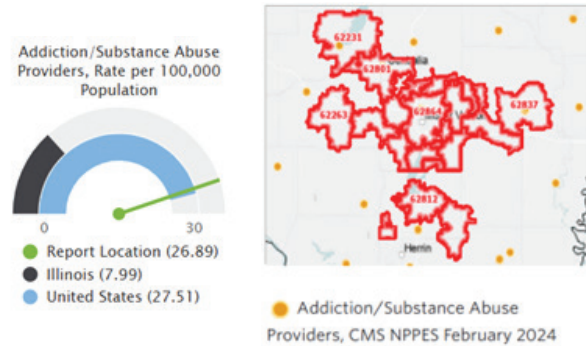 Addiction/Substance Abuse
Providers, Rate per 100,000
Population
0
30
Report Location (26.89)
Illinois (7.99)
United States (27.51)
62231
62801
62263
62864
62837
62812
Herrin
Addiction/Substance Abuse
Providers, CMS NPPES February 2024